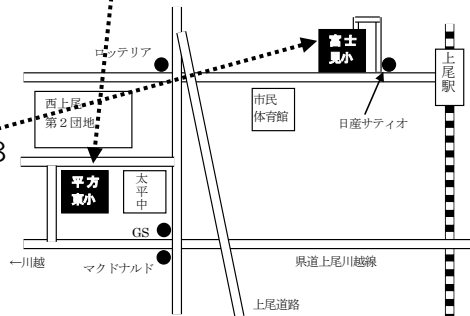 ロッテリア
富士
見小
上尾駅
西上尾
第２団地
市民
体育館
日産サティオ
8
平方
東小
太平中
GS
←川越
マクドナルド
県道上尾川越線
上尾道路